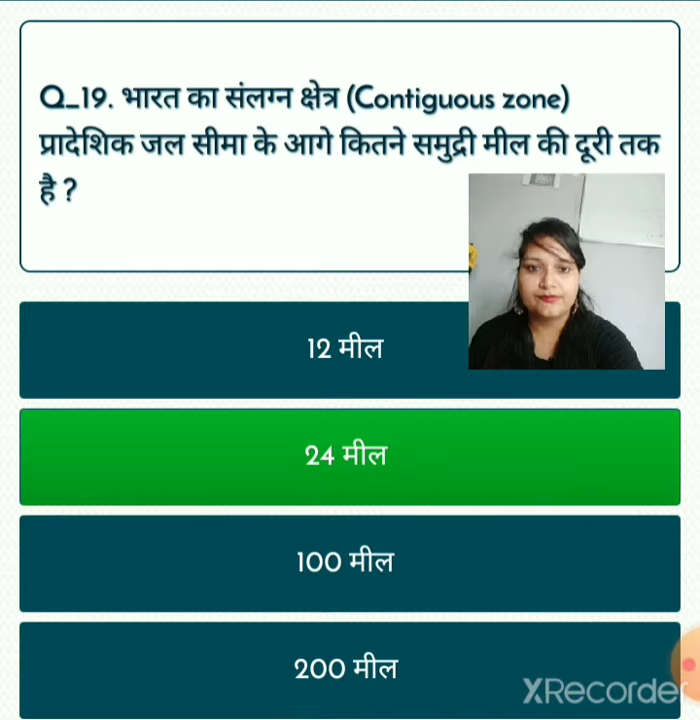 Q_19. भारत का संलग्न क्षेत्र (Contiguous zone)
प्रादेशिक जल सीमा के आगे कितने समुद्री मील की दूरी तक
है ?
12 मील
24 मील
100 मील
200 मील
XRecorder